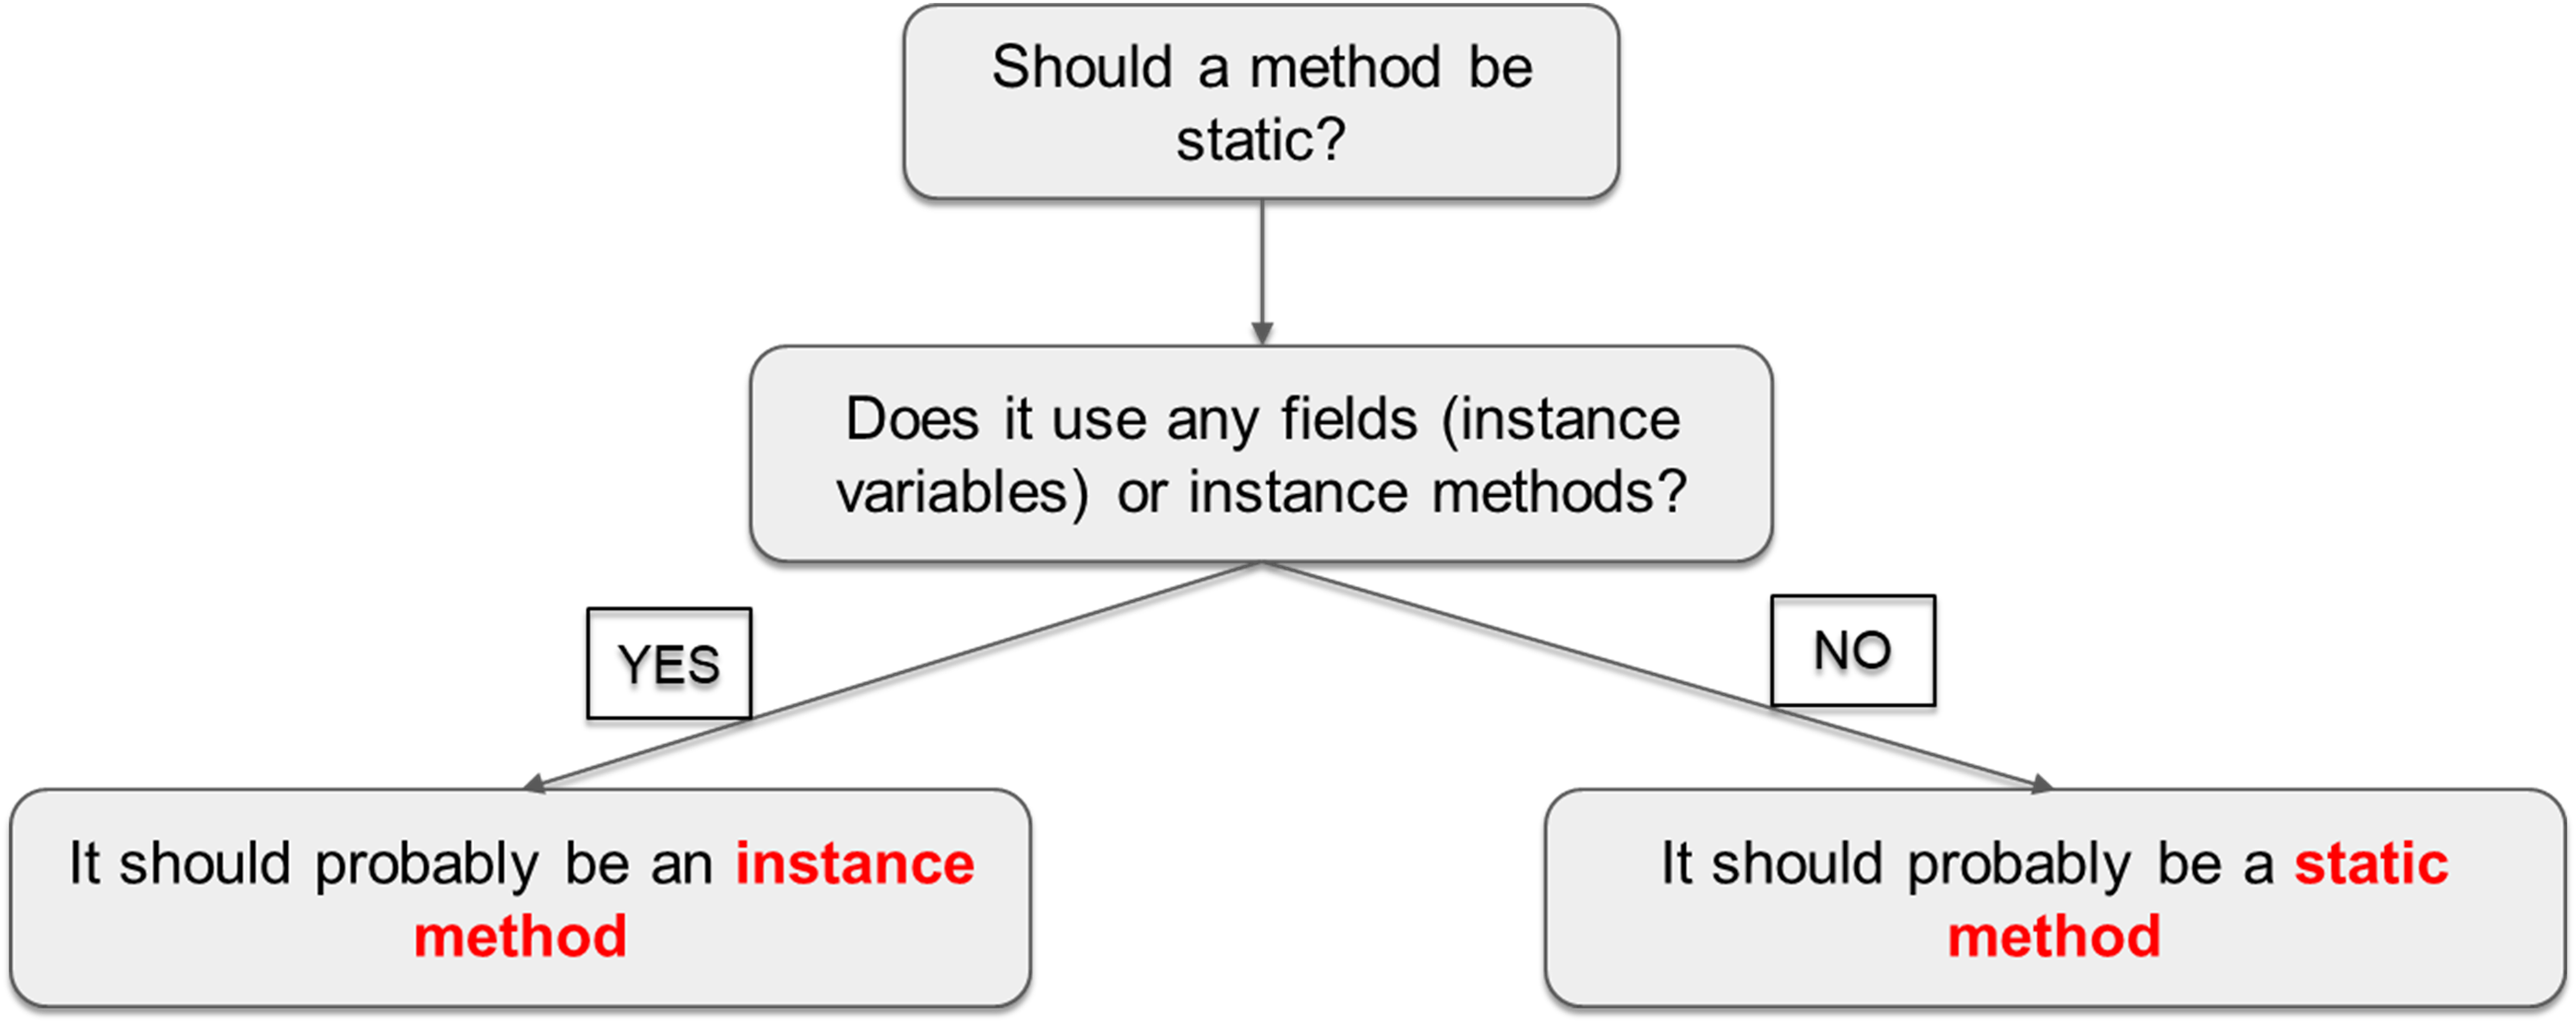 Should a method be
static?
Does it use any fields (instance
variables) or instance methods?
YES
NO
It should probably be an instance
method
It should probably be a static
method